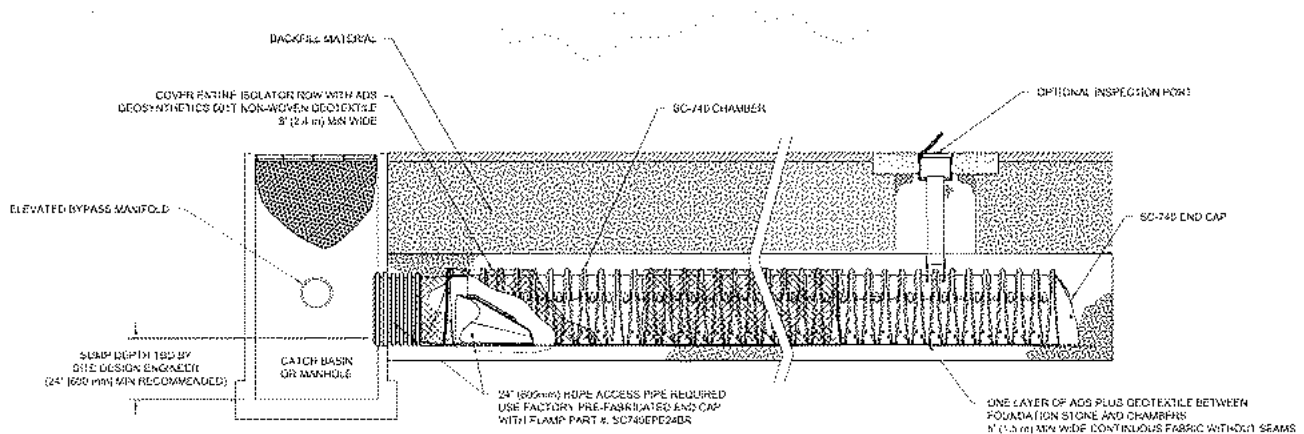 BACKFILL MATERIAL
COVER ENTIRE ISOLATOR ROW WITH ADS
GEOSYNTHETICS 601T NON-WOVEN GEOTEXTILE
8' (2.4 m) MIN WIDE
SC-740 CHAMBER
OPTIONAL INSPECTION PORT
ELEVATED BYPASS MANIFOLD
SC-740 END CAP
SUMP DEPTH TBD BY
SITE DESIGN ENGINEER
(24" [600 mm] MIN RECOMMENDED)
CATCH BASIN
OR MANHOLE
24" (600mm) HDPE ACCESS PIPE REQUIRED
USE FACTORY PRE-FABRICATED END CAP
WITH FLAMP PART #: SC740EPE24BR
ONE LAYER OF ADS PLUS GEOTEXTILE BETWEEN
FOUNDATION STONE AND CHAMBERS
5' (1.5 m) MIN WIDE CONTINUOUS FABRIC WITHOUT SEAMS